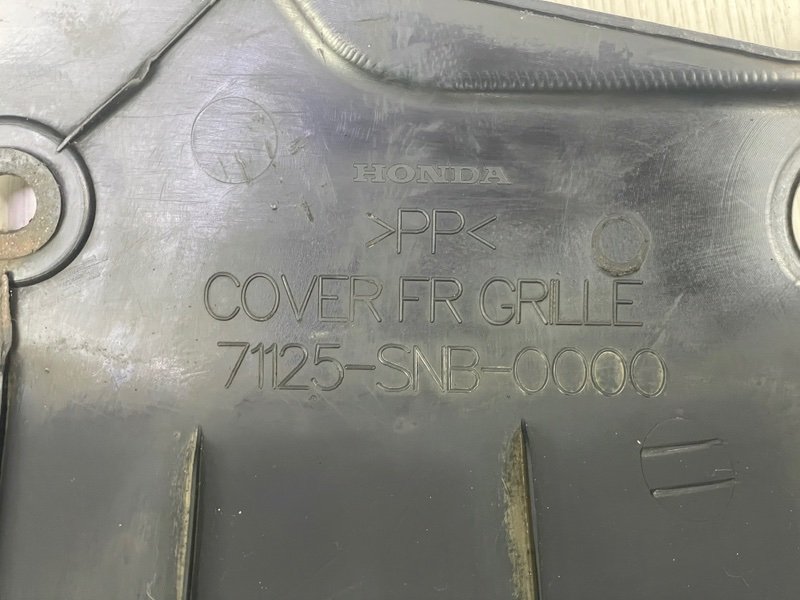 HONDA
>PP<
COVER FR GRILLE
71125-SNB-0000